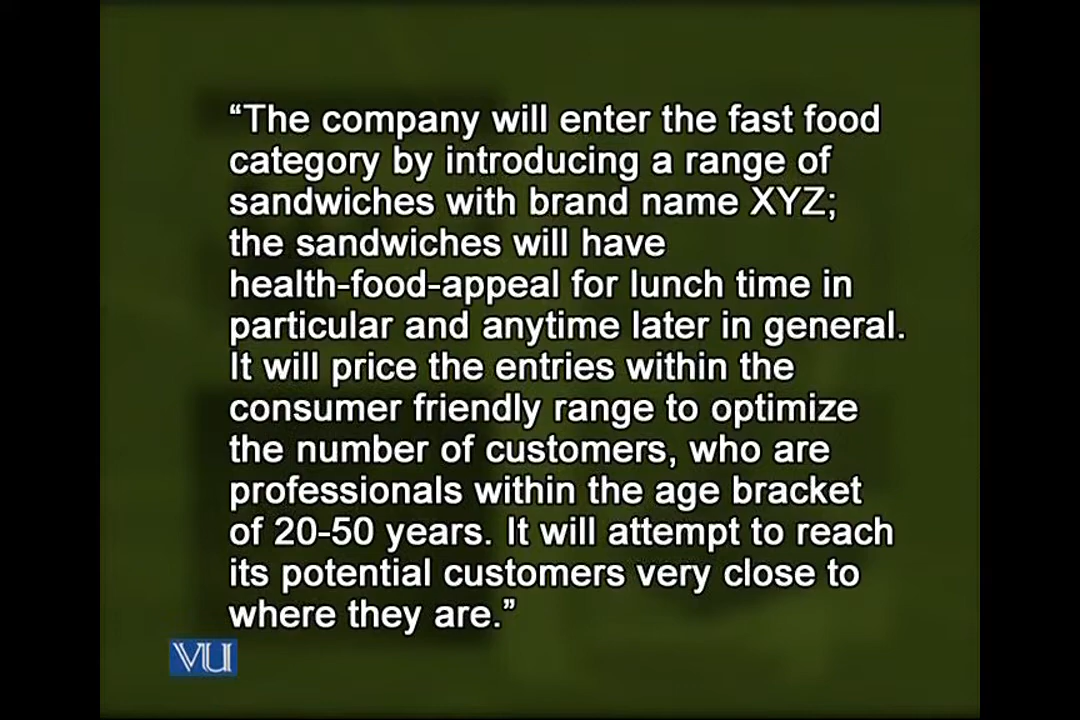 “The company will enter the fast food
category by introducing a range of
sandwiches with brand name XYZ;
the sandwiches will have
health-food-appeal for lunch time in
particular and anytime later in general.
It will price the entries within the
consumer friendly range to optimize
the number of customers, who are
professionals within the age bracket
of 20-50 years. It will attempt to reach
its potential customers very close to
where they are.”
VU